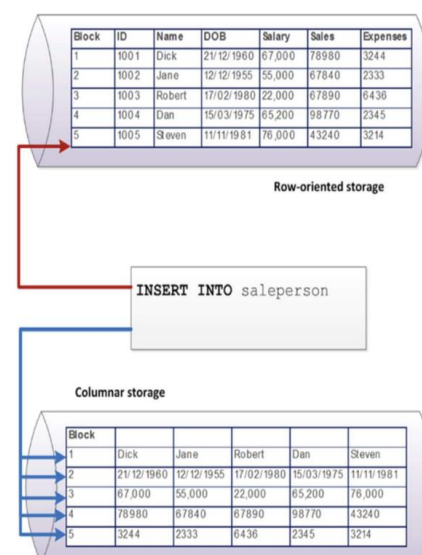 Block ID Name DOB Salary Sales Expenses
1 1001 Dick 21/12/1960 67,000 78980 3244
2 1002 Jane 12/12/1955 55,000 67840 2333
3 1003 Robert 17/02/1980 22,000 67890 6436
4 1004 Dan 15/03/1975 65,200 98770 2345
5 1005 Steven 11/11/1981 76,000 43240 3214
Row-oriented storage
INSERT INTO saleperson
Columnar storage
Block
1 Dick Jane Robert Dan Steven
2 21/12/1960 12/12/1955 17/02/1980 15/03/1975 11/11/1981
3 67,000 55,000 22,000 65,200 76,000
4 78980 67840 67890 98770 43240
5 3244 2333 6436 2345 3214